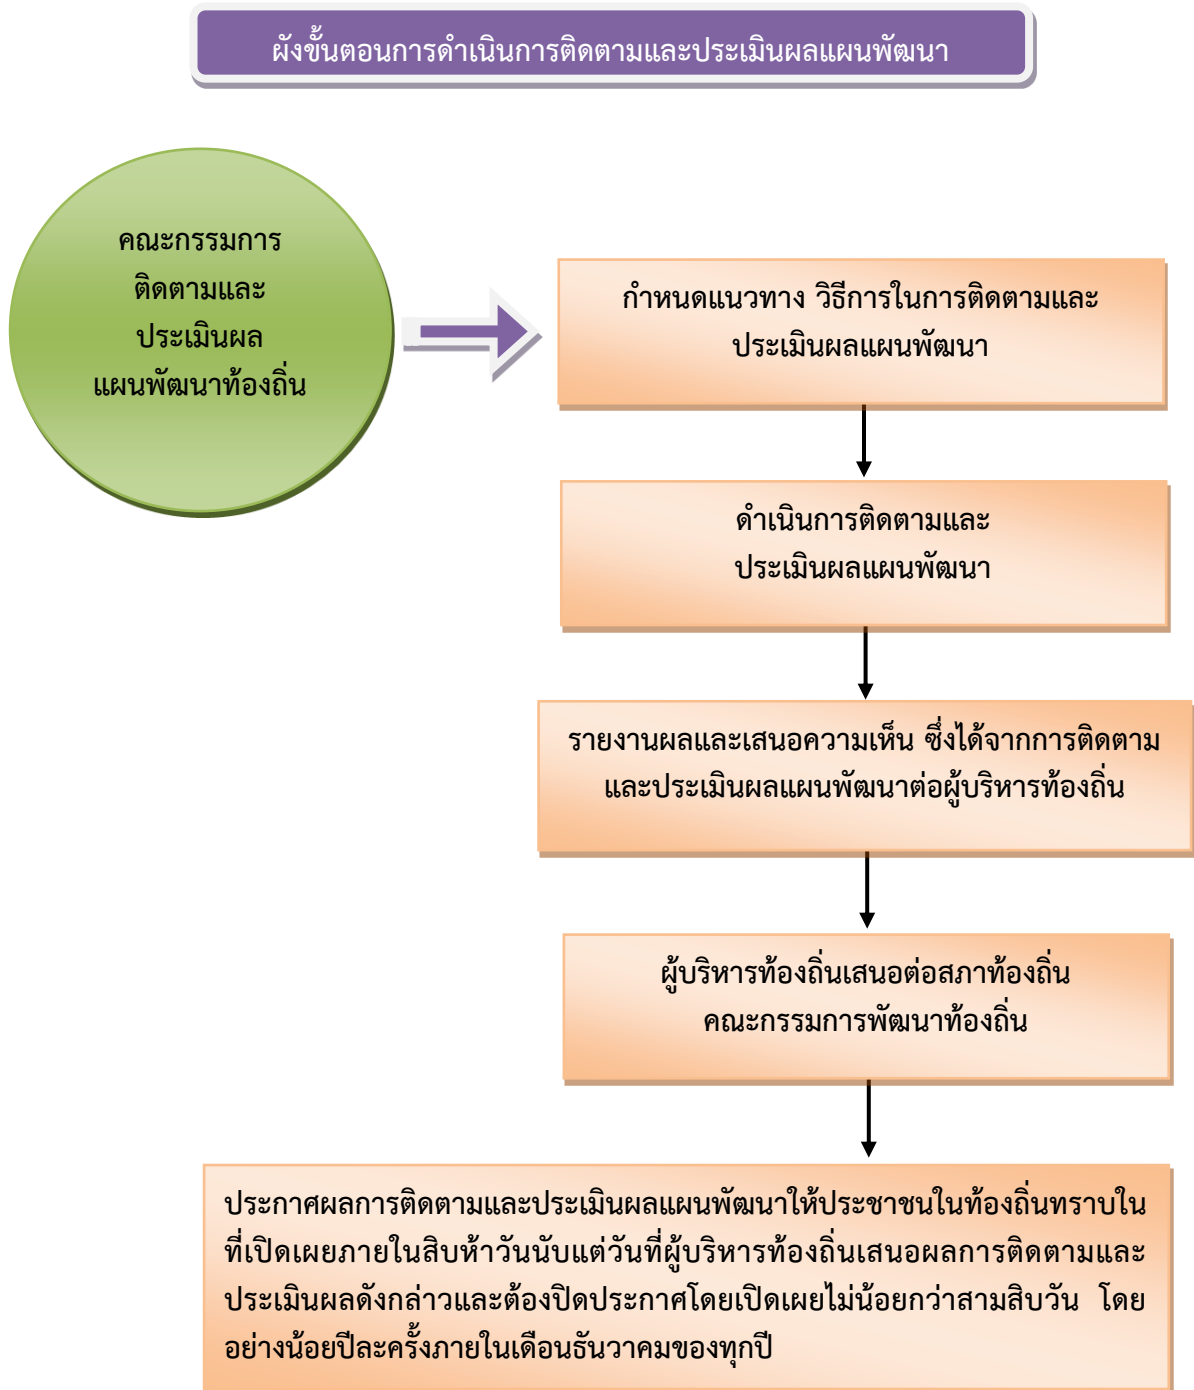 ผังขั้นตอนการดำเนินการติดตามและประเมินผลแผนพัฒนา
คณะกรรมการ
ติดตามและ
ประเมินผล
แผนพัฒนาท้องถิ่น
กำหนดแนวทาง วิธีการในการติดตามและ
ประเมินผลแผนพัฒนา
ดำเนินการติดตามและ
ประเมินผลแผนพัฒนา
รายงานผลและเสนอความเห็น ซึ่งได้จากการติดตาม
และประเมินผลแผนพัฒนาต่อผู้บริหารท้องถิ่น
ผู้บริหารท้องถิ่นเสนอต่อสภาท้องถิ่น
คณะกรรมการพัฒนาท้องถิ่น
ประกาศผลการติดตามและประเมินผลแผนพัฒนาให้ประชาชนในท้องถิ่นทราบใน
ที่เปิดเผยภายในสิบห้าวันนับแต่วันที่ผู้บริหารท้องถิ่นเสนอผลการติดตามและ
ประเมินผลดังกล่าวและต้องปิดประกาศโดยเปิดเผยไม่น้อยกว่าสามสิบวัน โดย
อย่างน้อยปีละครั้งภายในเดือนธันวาคมของทุกปี